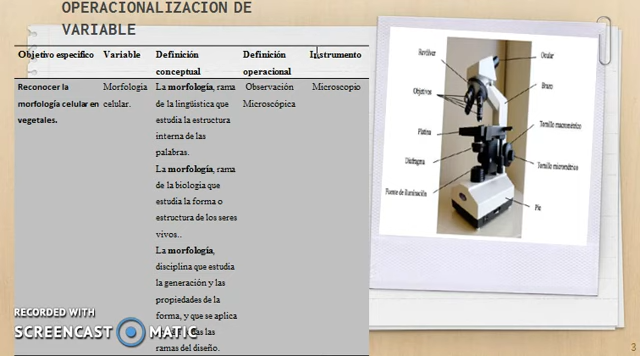 OPERACIONALIZACION DE
VARIABLE
Objetivo especifico Variable Definición conceptual Definición operacional Instrumento
Reconocer la morfología celular en vegetales.
Morfologia celular.
La morfología, rama
de la lingüística que
estudia la estructura
interna de las
palabras.
La morfología, rama
de la biologia que
estudia la forma o
estructura de los seres
vivos..
La morfología,
disciplina que estudia
la generación y las
propiedades de la
forma, y que se aplica
las
ramas del diseño.
Observación
Microscópica
Microscopio
Revólver
Objetivos
Platina
Diafragma
Fuente de iluminación
Ocular
Brazo
Tornillo macrométrico
Tornillo micrométrico
Pie
RECORDED WITH
SCREENCAST MATIC
3